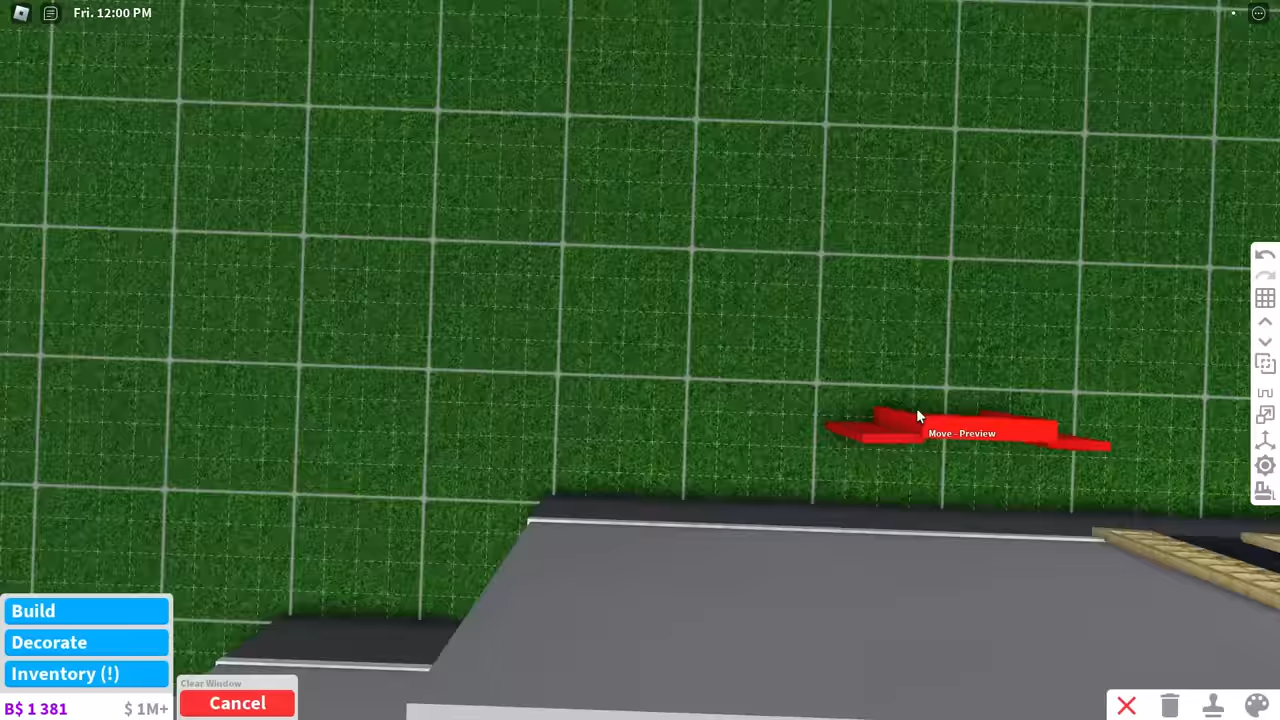 Fri. 12:00 PM
Move - Preview
Build
Decorate
Inventory (!)
B$ 1 381
$ 1M+
Clear Window
Cancel